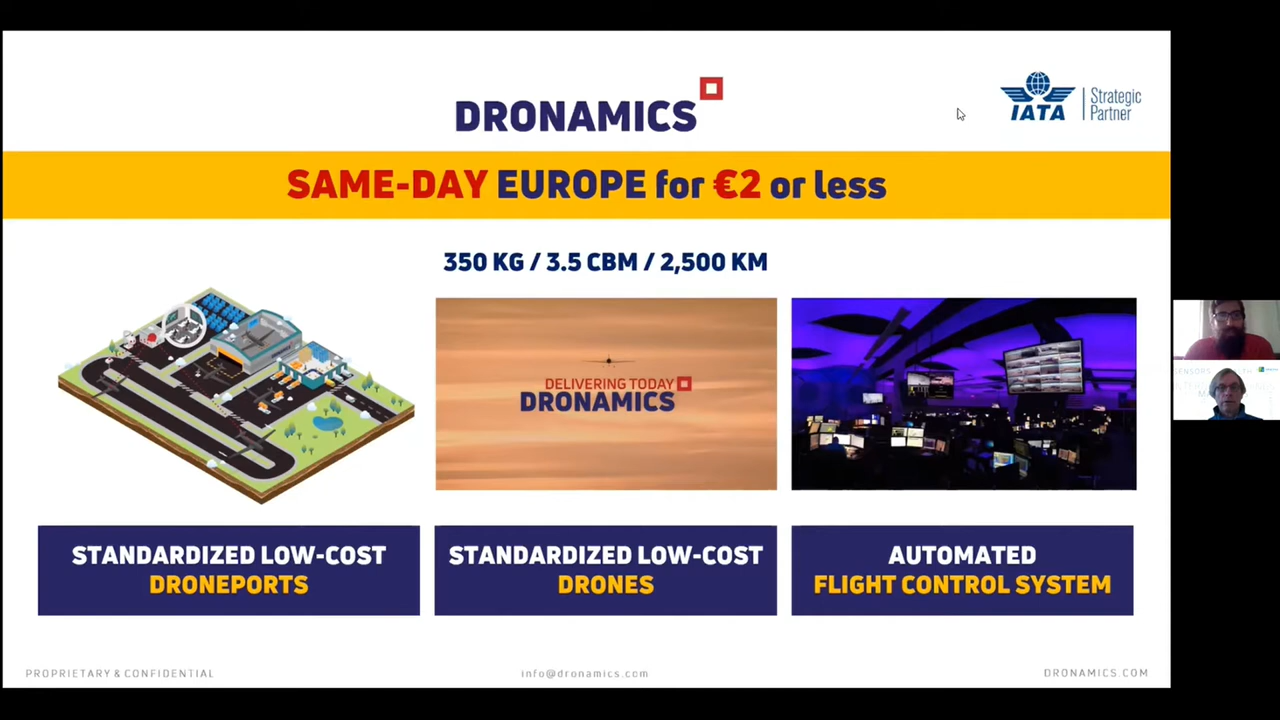 DRONAMICS
IATA
Strategic
Partner
SAME-DAY EUROPE for €2 or less
350 KG / 3.5 CBM / 2,500 KM
DELIVERING TODAY
DRONAMICS
STANDARDIZED LOW-COST
DRONEPORTS
STANDARDIZED LOW-COST
DRONES
AUTOMATED
FLIGHT CONTROL SYSTEM
PROPRIETARY & CONFIDENTIAL
info@dronamics.com
DRONAMICS.COM